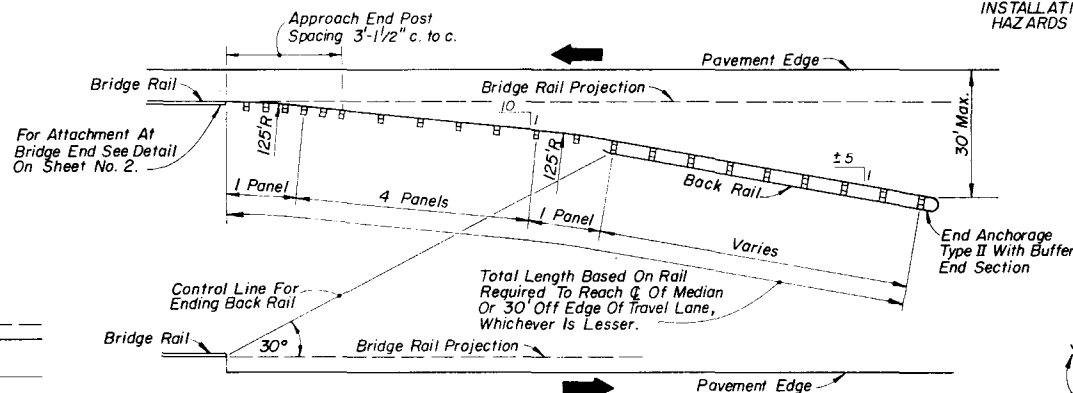 INSTALLATI
HAZARDS
Approach End Post
Spacing 3'-1 1/2" c. to c.
Pavement Edge
Bridge Rail
Bridge Rail Projection
10
1
30' Max.
For Attachment At
Bridge End See Detail
On Sheet No. 2.
125'R
125'R
±5
1
Back Rail
1 Panel
4 Panels
1 Panel
Varies
End Anchorage
Type II With Buffer
End Section
Control Line For
Ending Back Rail
Total Length Based On Rail
Required To Reach ℄ Of Median
Or 30' Off Edge Of Travel Lane,
Whichever Is Lesser.
Bridge Rail
30°
Bridge Rail Projection
Pavement Edge